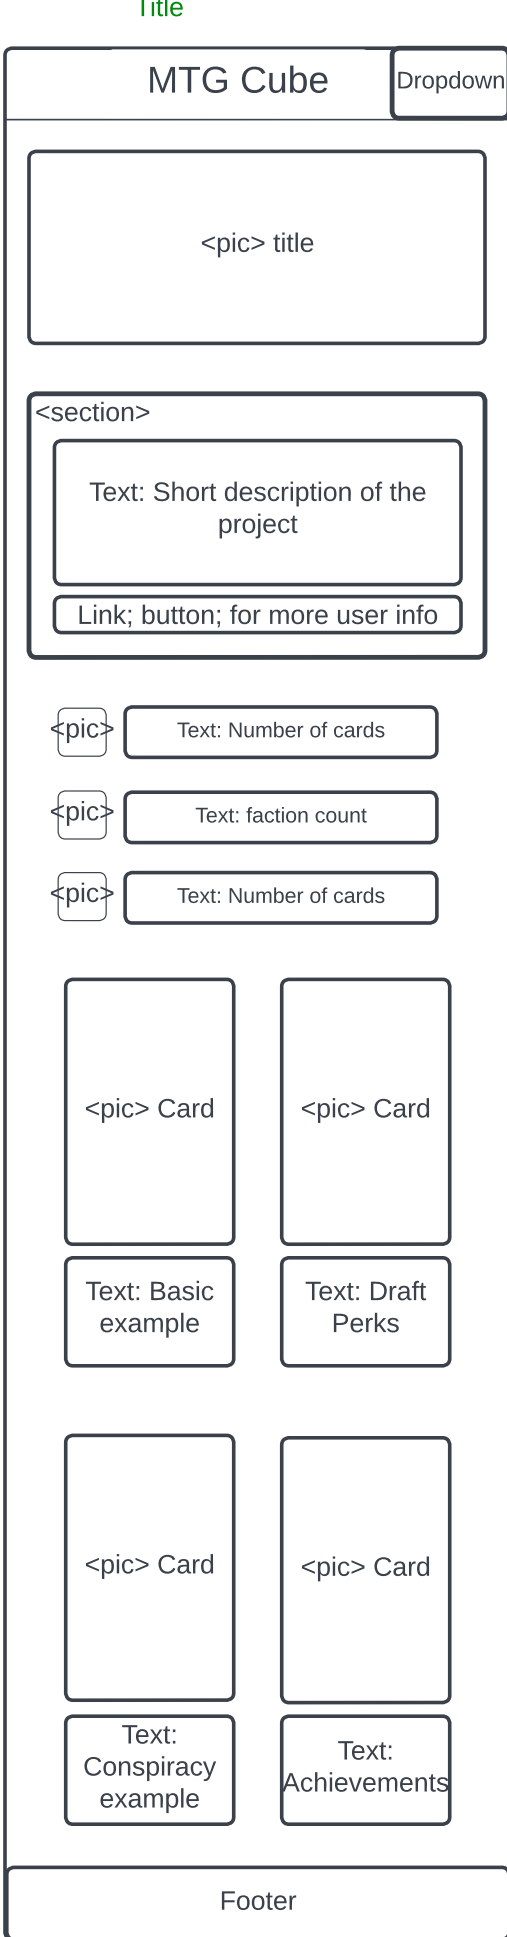 Title
MTG Cube
Dropdown
<pic> title
<section>
Text: Short description of the
project
Link; button; for more user info
<pic>
Text: Number of cards
<pic>
Text: faction count
<pic>
Text: Number of cards
<pic> Card
<pic> Card
Text: Basic
example
Text: Draft
Perks
<pic> Card
<pic> Card
Text:
Conspiracy
example
Text:
Achievements
Footer